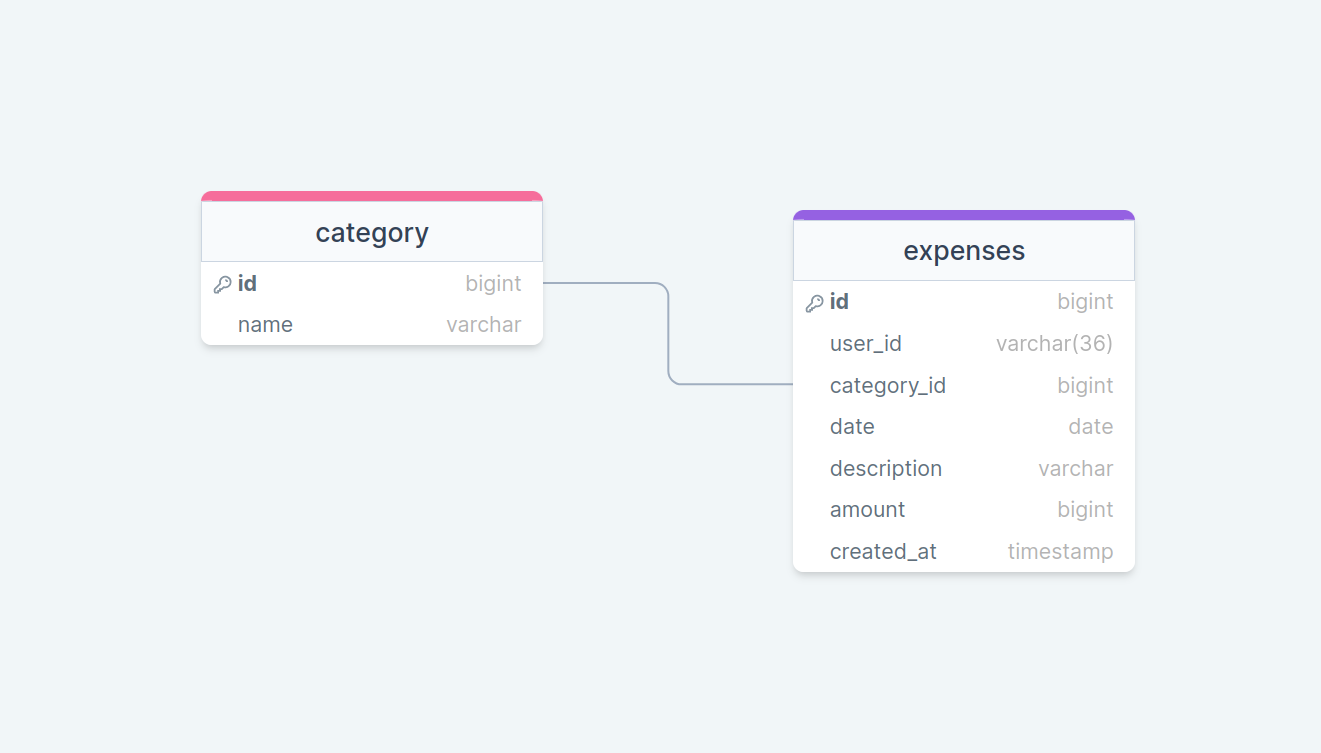 category
id bigint
name varchar
expenses
id bigint
user_id varchar(36)
category_id bigint
date date
description varchar
amount bigint
created_at timestamp